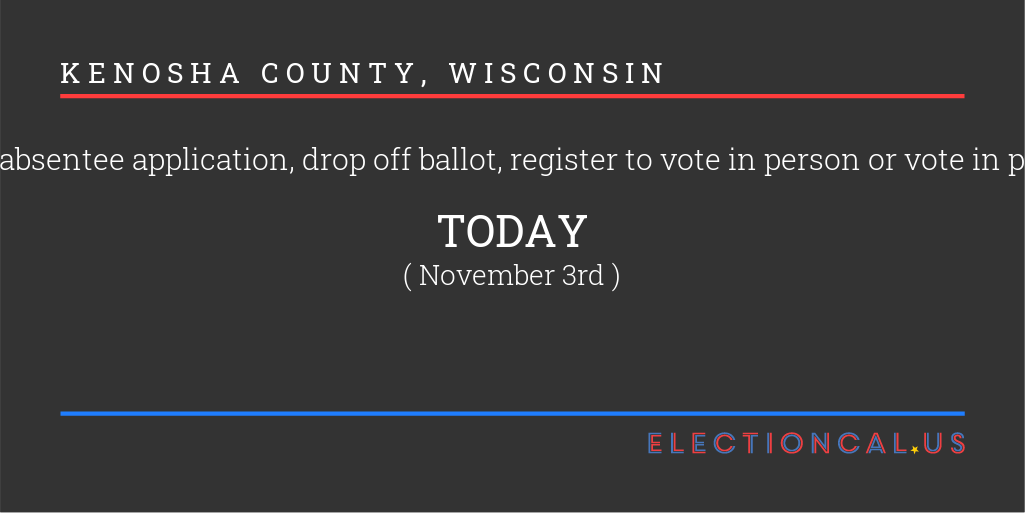 KENOSHA COUNTY, WISCONSIN
absentee application, drop off ballot, register to vote in person or vote in p
TODAY
( November 3rd )
ELECTIONCAL.US